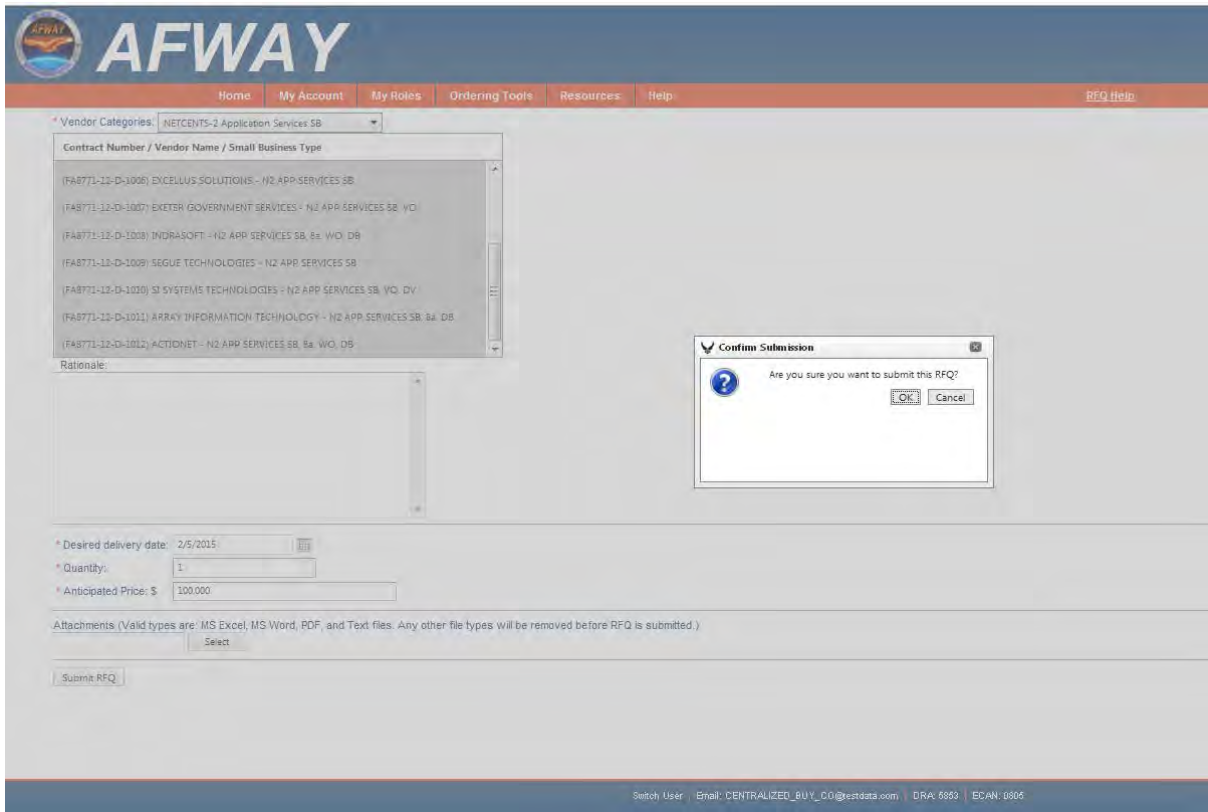 AFWAY
AFWAY
Home My Account My Roles Ordering Tools Resources Help RFQ Help
* Vendor Categories: NETCENTS-2 Application Services SB
Contract Number / Vendor Name / Small Business Type
(FA8771-12-D-1006) EXCELLUS SOLUTIONS - N2 APP SERVICES SB
(FA8771-12-D-1007) EXETER GOVERNMENT SERVICES - N2 APP SERVICES SB, VO
(FA8771-12-D-1008) INDRASOFT - N2 APP SERVICES SB, 8a, WO, DB
(FA8771-12-D-1009) SEGUE TECHNOLOGIES - N2 APP SERVICES SB
(FA8771-12-D-1010) SI SYSTEMS TECHNOLOGIES - N2 APP SERVICES SB, VO, DV
(FA8771-12-D-1011) ARRAY INFORMATION TECHNOLOGY - N2 APP SERVICES SB, 8a, DB
(FA8771-12-D-1012) ACTIONET - N2 APP SERVICES SB, 8a, WO, DB
Rationale:
Confirm Submission
Are you sure you want to submit this RFQ?
OK Cancel
* Desired delivery date: 2/5/2015
* Quantity: 1
* Anticipated Price: $ 100.000
Attachments (Valid types are: MS Excel, MS Word, PDF, and Text files. Any other file types will be removed before RFQ is submitted.)
Select
Submit RFQ
Switch User | Email: CENTRALIZED_BUY_CO@testdata.com | DRA: 5853 | ECAN: 0806